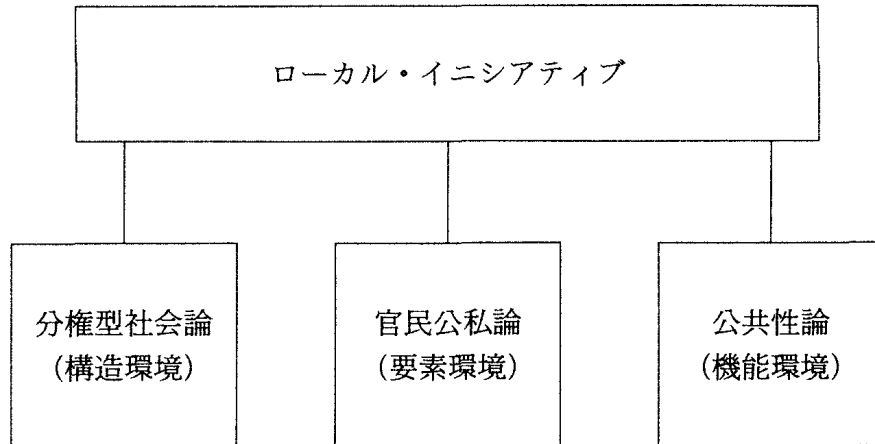 ローカル・イニシアティブ
分権型社会論
(構造環境)
官民公私論
(要素環境)
公共性論
(機能環境)